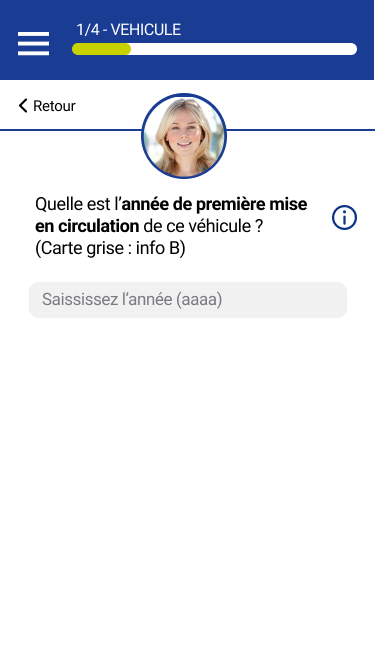 1/4 - VEHICULE
Retour
Quelle est l'année de première mise
en circulation de ce véhicule ?
(Carte grise : info B)
Saississez l'année (aaaa)